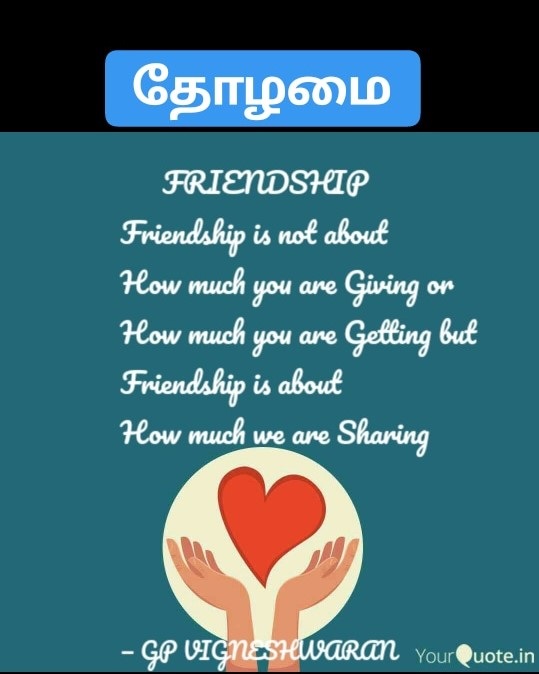 தோழமை
FRIENDSHIP
Friendship is not about
How much you are Giving or
How much you are Getting but
Friendship is about
How much we are Sharing
– GP VIGNESHWARAN
YourQuote.in